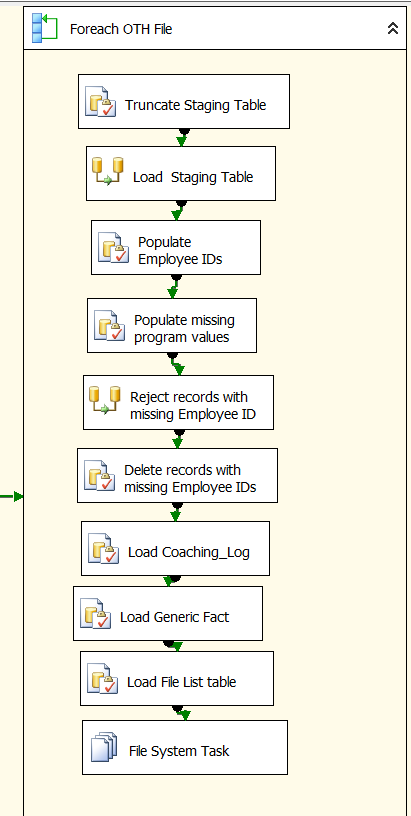 Foreach OTH File
Truncate Staging Table
Load  Staging Table
Populate
Employee IDs
Populate missing
program values
Reject records with
missing Employee ID
Delete records with
missing Employee IDs
Load Coaching_Log
Load Generic Fact
Load File List table
File System Task